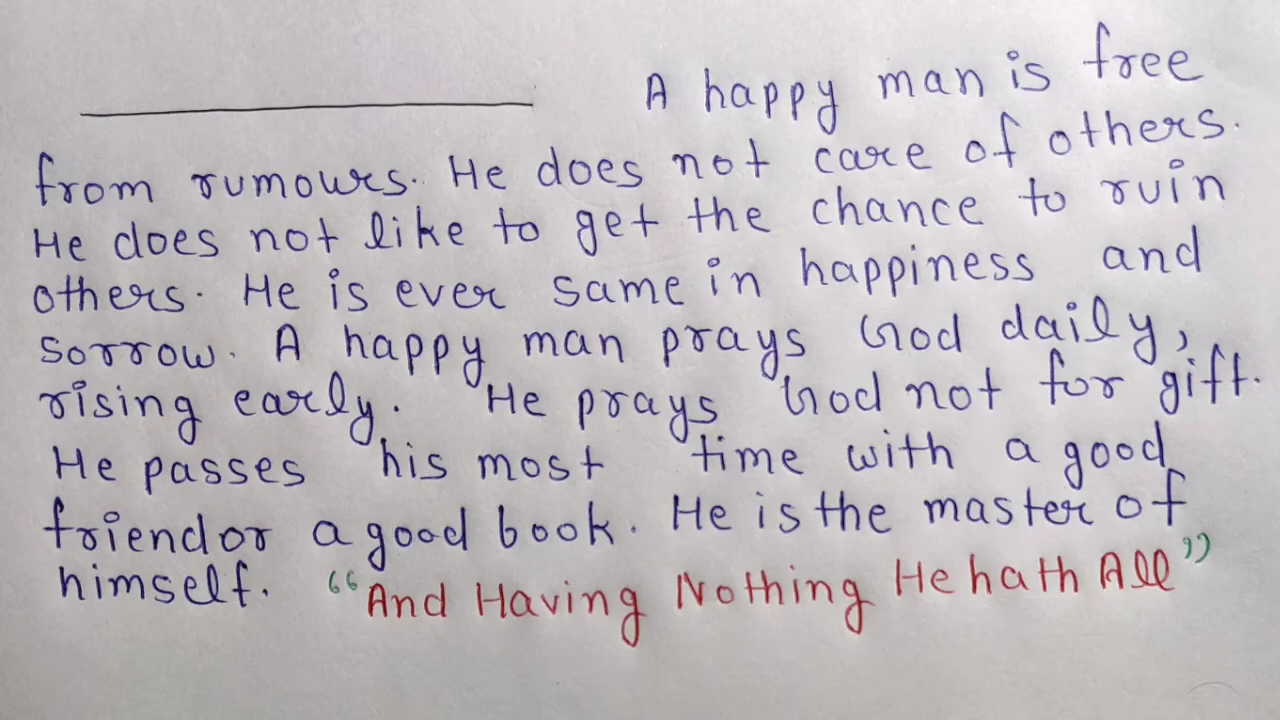 A happy man is free
from rumours. He does not care of others.
He does not like to get the chance to ruin
others. He is ever same in happiness and
sorrow. A happy man prays God daily,
rising early. He prays God not for gift.
He passes his most time with a good
friend or a good book. He is the master of
himself. "And Having Nothing He hath All"